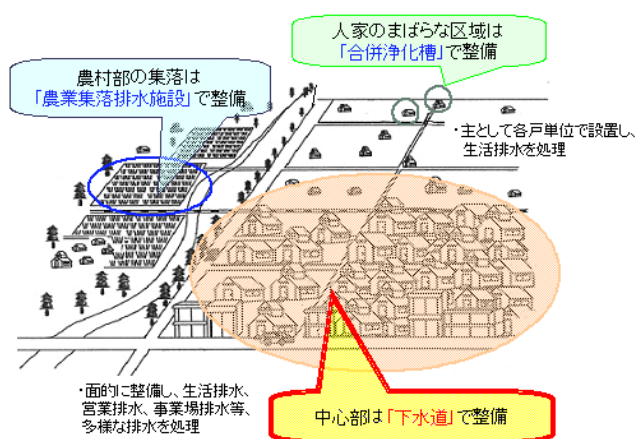 人家のまばらな区域は
「合併浄化槽」で整備
農村部の集落は
「農業集落排水施設」で整備
・主として各戸単位で設置し、
生活排水を処理
・面的に整備し、生活排水、
営業排水、事業場排水等、
多様な排水を処理
中心部は「下水道」で整備